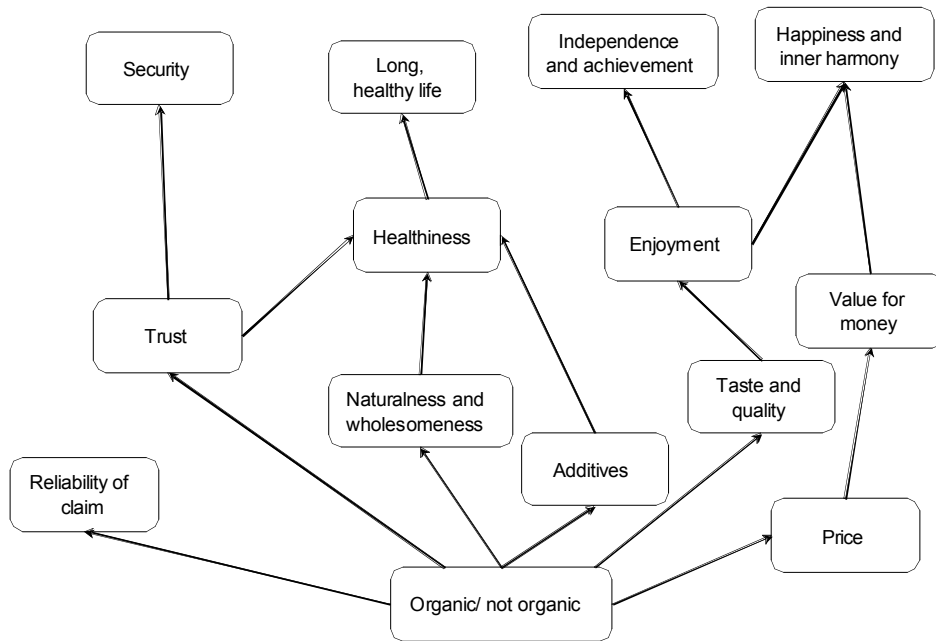 Security
Long,
healthy life
Independence
and achievement
Happiness and
inner harmony
Healthiness
Enjoyment
Trust
Value for
money
Naturalness and
wholesomeness
Taste and
quality
Reliability of
claim
Additives
Price
Organic/ not organic